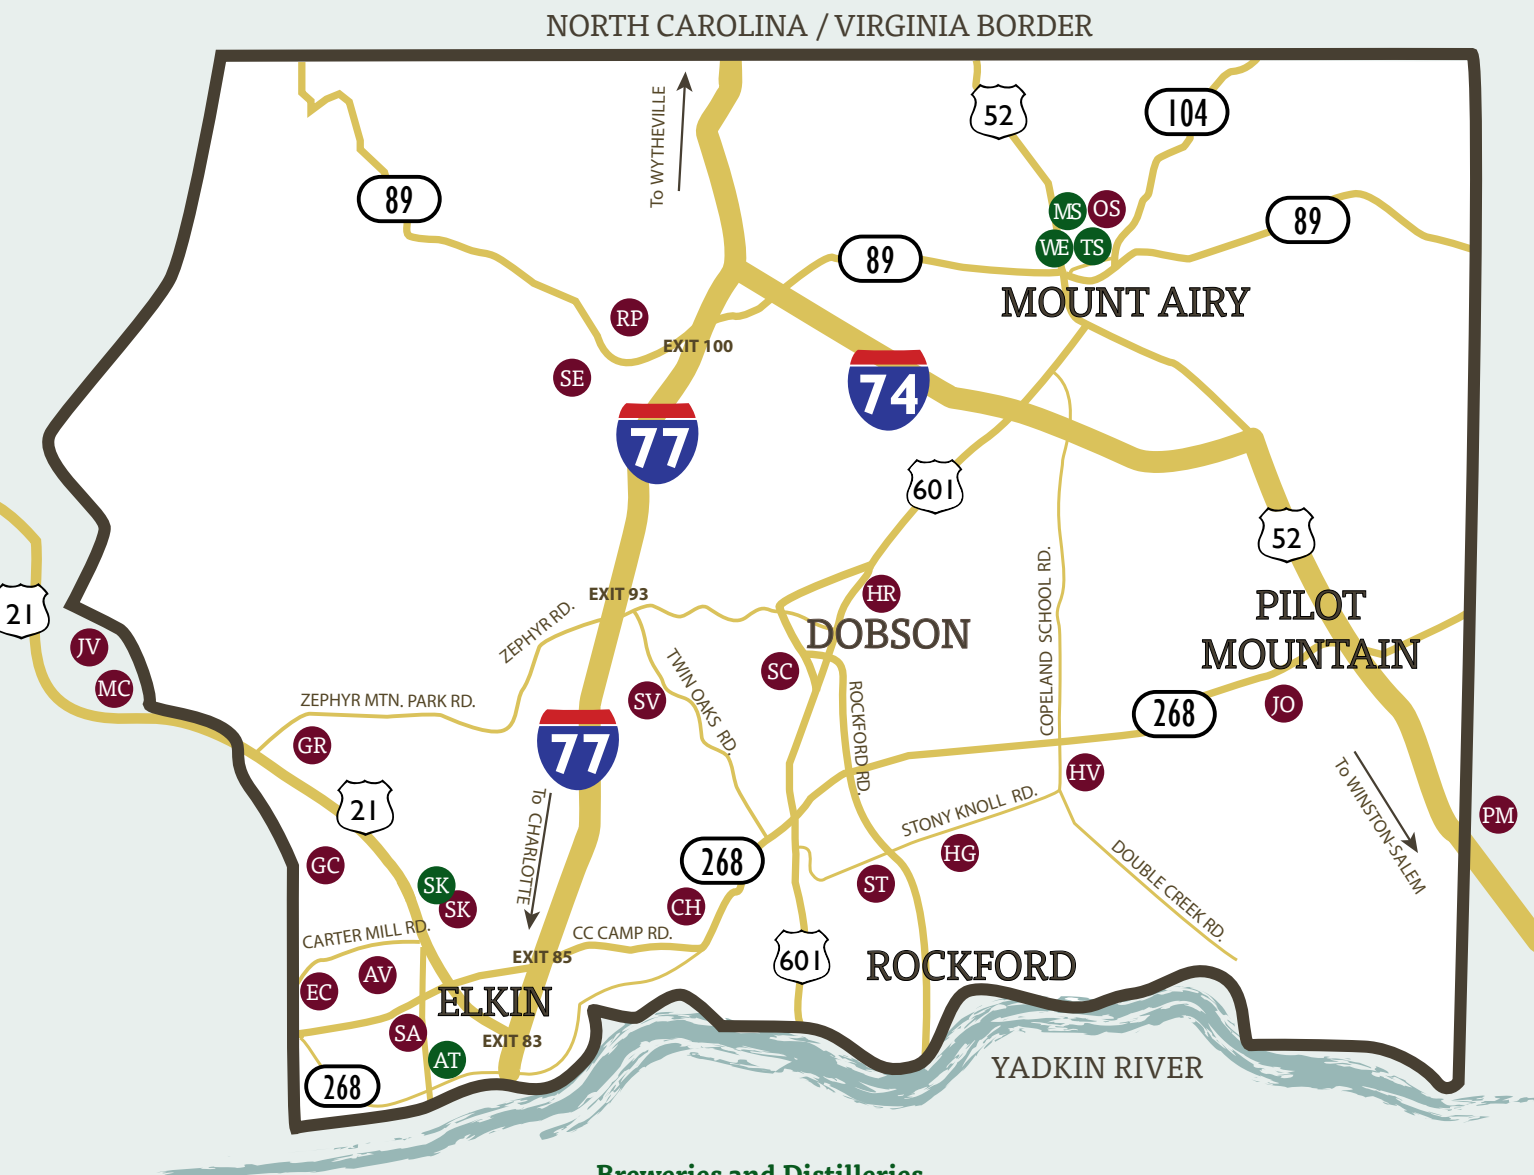 NORTH CAROLINA / VIRGINIA BORDER
To WYTHEVILLE
52
104
89
MS
OS
89
WE
TS
89
MOUNT AIRY
RP
EXIT 100
SE
74
77
601
52
EXIT 93
HR
PILOT
MOUNTAIN
21
ZEPHYR RD.
DOBSON
COPELAND SCHOOL RD.
JV
MC
TWIN OAKS RD.
SC
ZEPHYR MTN. PARK RD.
SV
ROCKFORD RD.
JO
268
GR
77
HV
To WINSTON-SALEM
21
To CHARLOTTE
STONY KNOLL RD.
PM
GC
268
HG
DOUBLE CREEK RD.
SK
SK
ST
CH
CARTER MILL RD.
CC CAMP RD.
EXIT 85
601
ROCKFORD
AV
EC
ELKIN
SA
EXIT 83
AT
YADKIN RIVER
268
Breweries and Distilleries